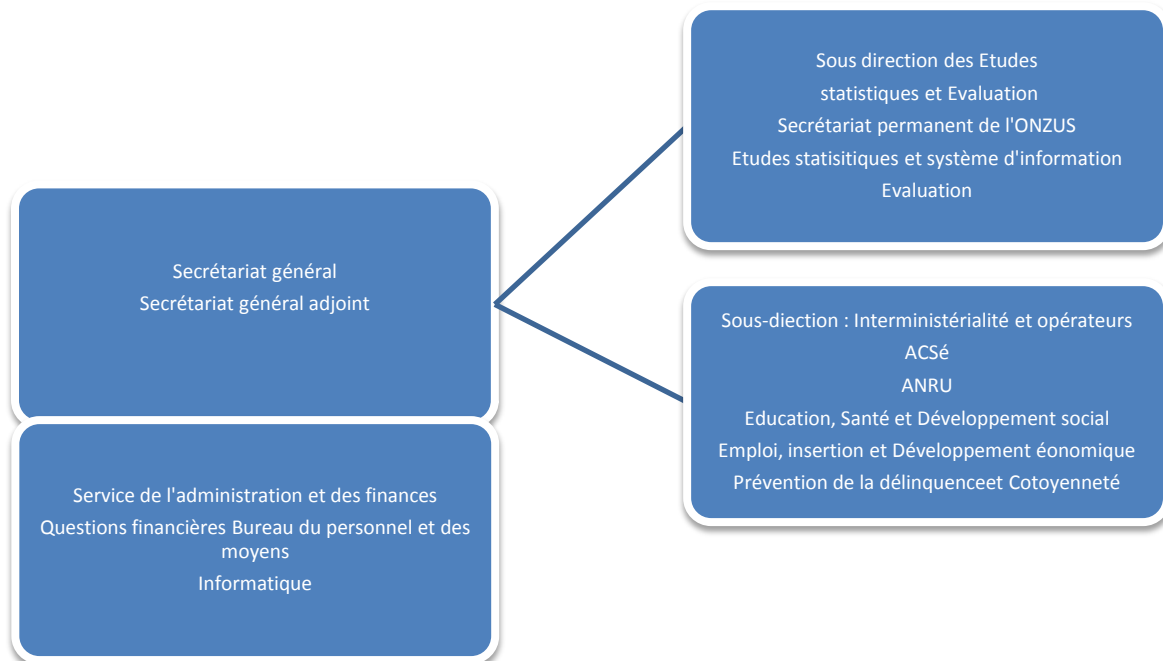 Secrétariat général
Secrétariat général adjoint
Service de l'administration et des finances
Questions financières Bureau du personnel et des
moyens
Informatique
Sous direction des Etudes
statistiques et Evaluation
Secrétariat permanent de l'ONZUS
Etudes statisitiques et système d'information
Evaluation
Sous-diection : Interministérialité et opérateurs
ACSé
ANRU
Education, Santé et Développement social
Emploi, insertion et Développement éonomique
Prévention de la délinquenceet Cotoyenneté